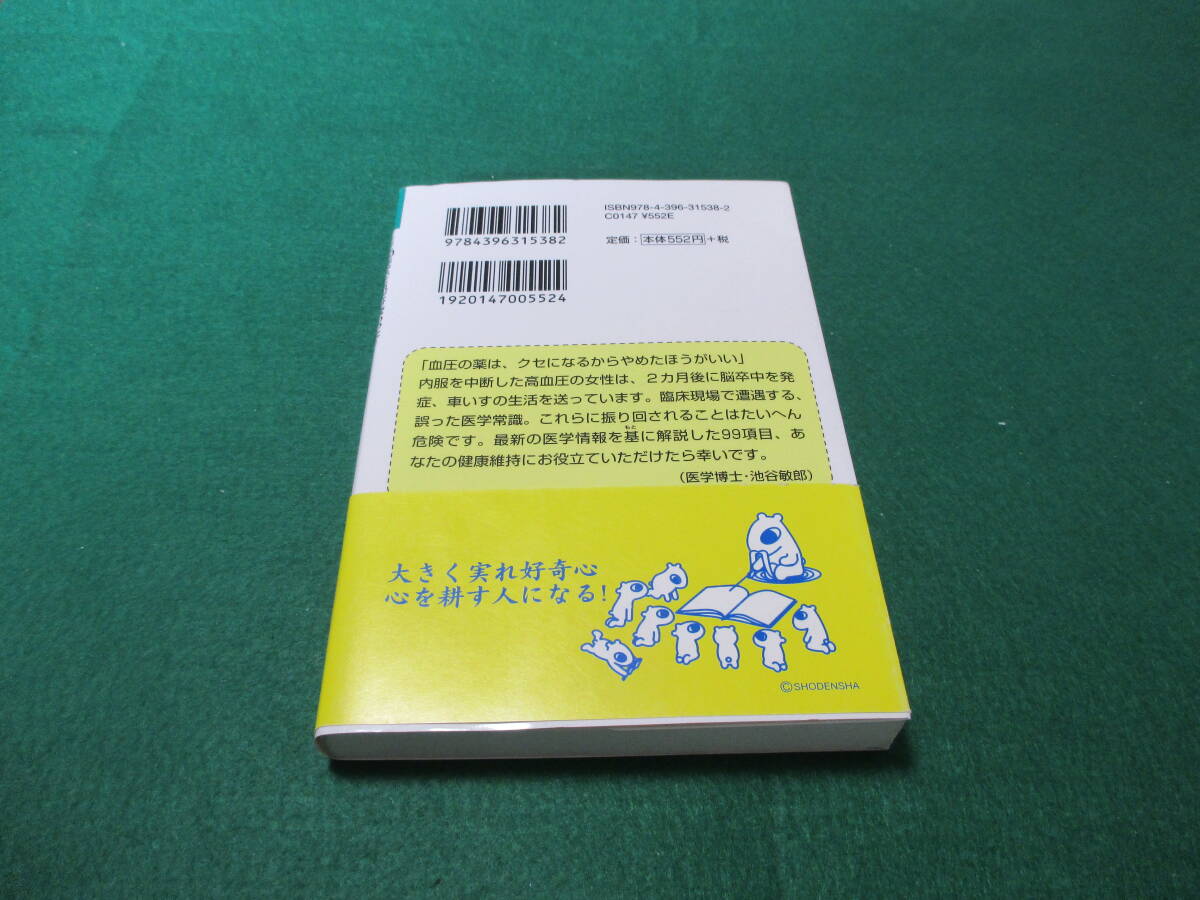 ISBN978-4-396-31538-2
C0147 ¥552E
9784396315382
定価：本体552円＋税
1920147005524
「血圧の薬は、クセになるからやめたほうがいい」
内服を中断した高血圧の女性は、２カ月後に脳卒中を発
症、車いすの生活を送っています。臨床現場で遭遇する、
誤った医学常識。これらに振り回されることはたいへん
危険です。最新の医学情報を基に解説した99項目、あ
もと
なたの健康維持にお役立ていただけたら幸いです。
（医学博士・池谷敏郎）
大きく実れ好奇心
心を耕す人になる！
©SHODENSHA